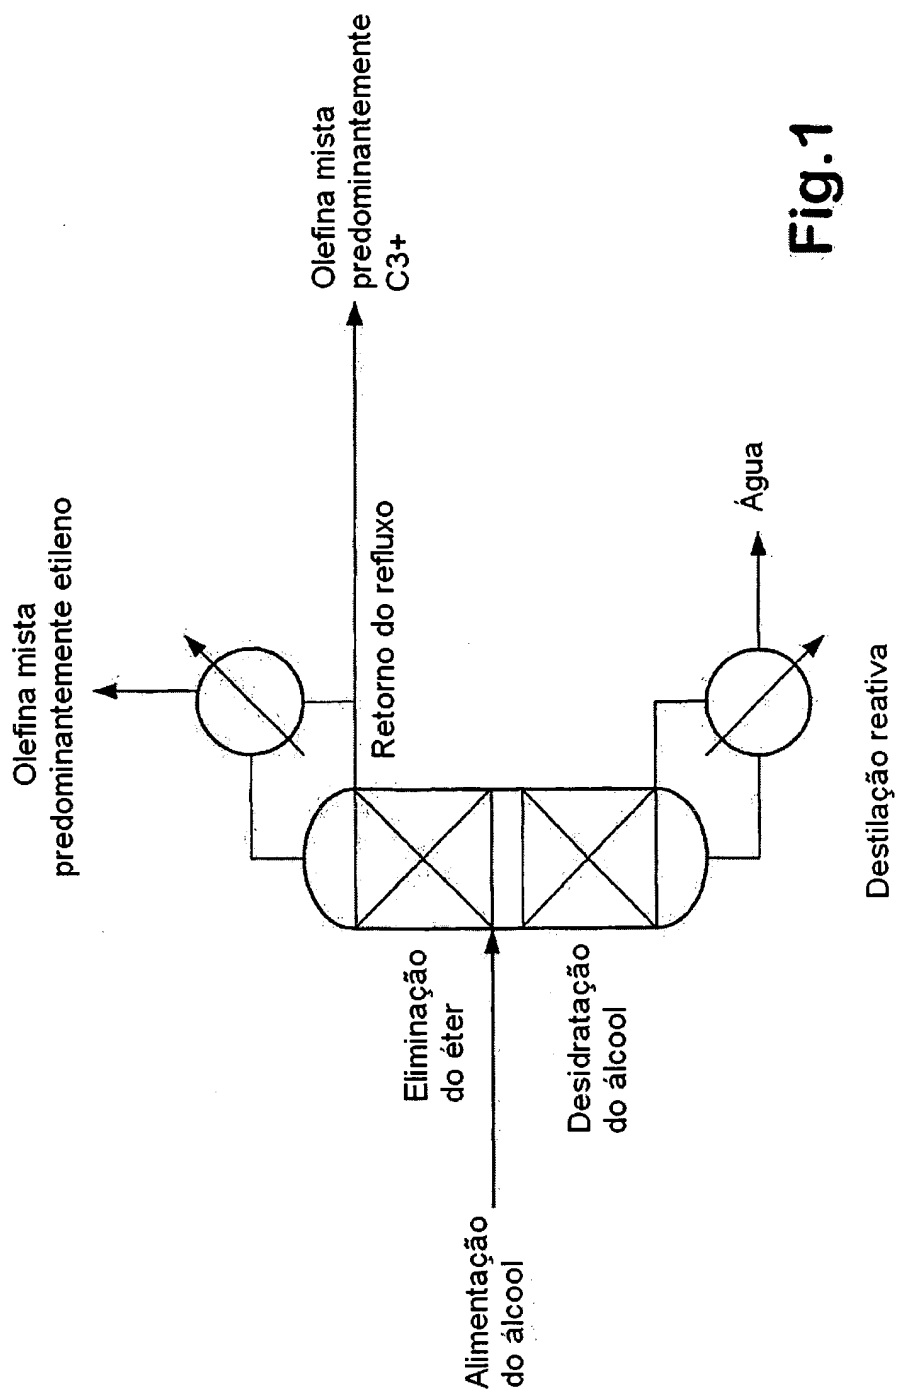 Olefina mista
predominantemente etileno
Olefina mista
predominantemente
C3+
Retorno do refluxo
Eliminação
do éter
Alimentação
do álcool
Desidratação
do álcool
Água
Destilação reativa
Fig.1